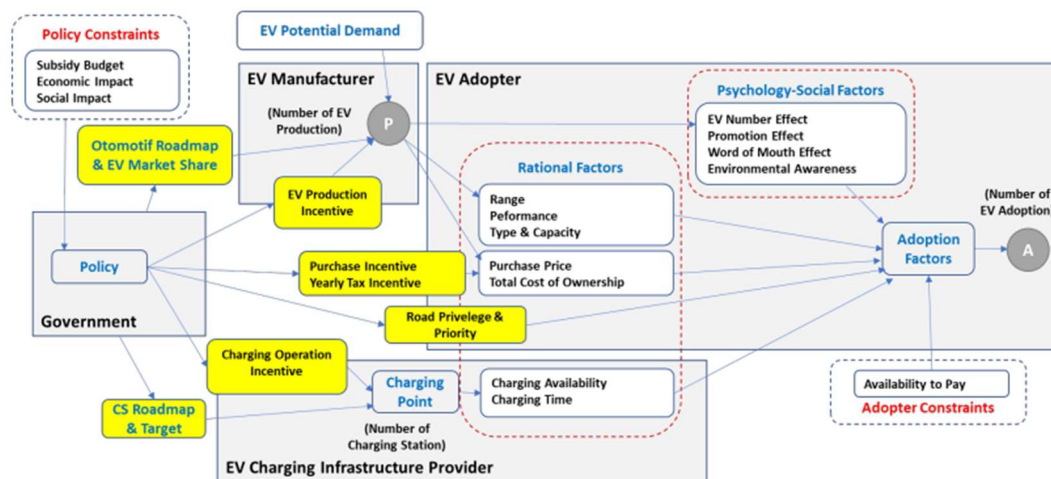 Policy Constraints
Subsidy Budget
Economic Impact
Social Impact
EV Potential Demand
EV Manufacturer
(Number of EV
Production)
P
EV Adopter
Psychology-Social Factors
EV Number Effect
Promotion Effect
Word of Mouth Effect
Environmental Awareness
Otomotif Roadmap
& EV Market Share
EV Production
Incentive
Rational Factors
Range
Peformance
Type & Capacity
(Number of
EV Adoption)
Adoption
Factors
A
Policy
Government
Purchase Incentive
Yearly Tax Incentive
Purchase Price
Total Cost of Ownership
Road Privelege &
Priority
Charging Operation
Incentive
CS Roadmap
& Target
Charging
Point
(Number of
Charging Station)
Charging Availability
Charging Time
EV Charging Infrastructure Provider
Availability to Pay
Adopter Constraints